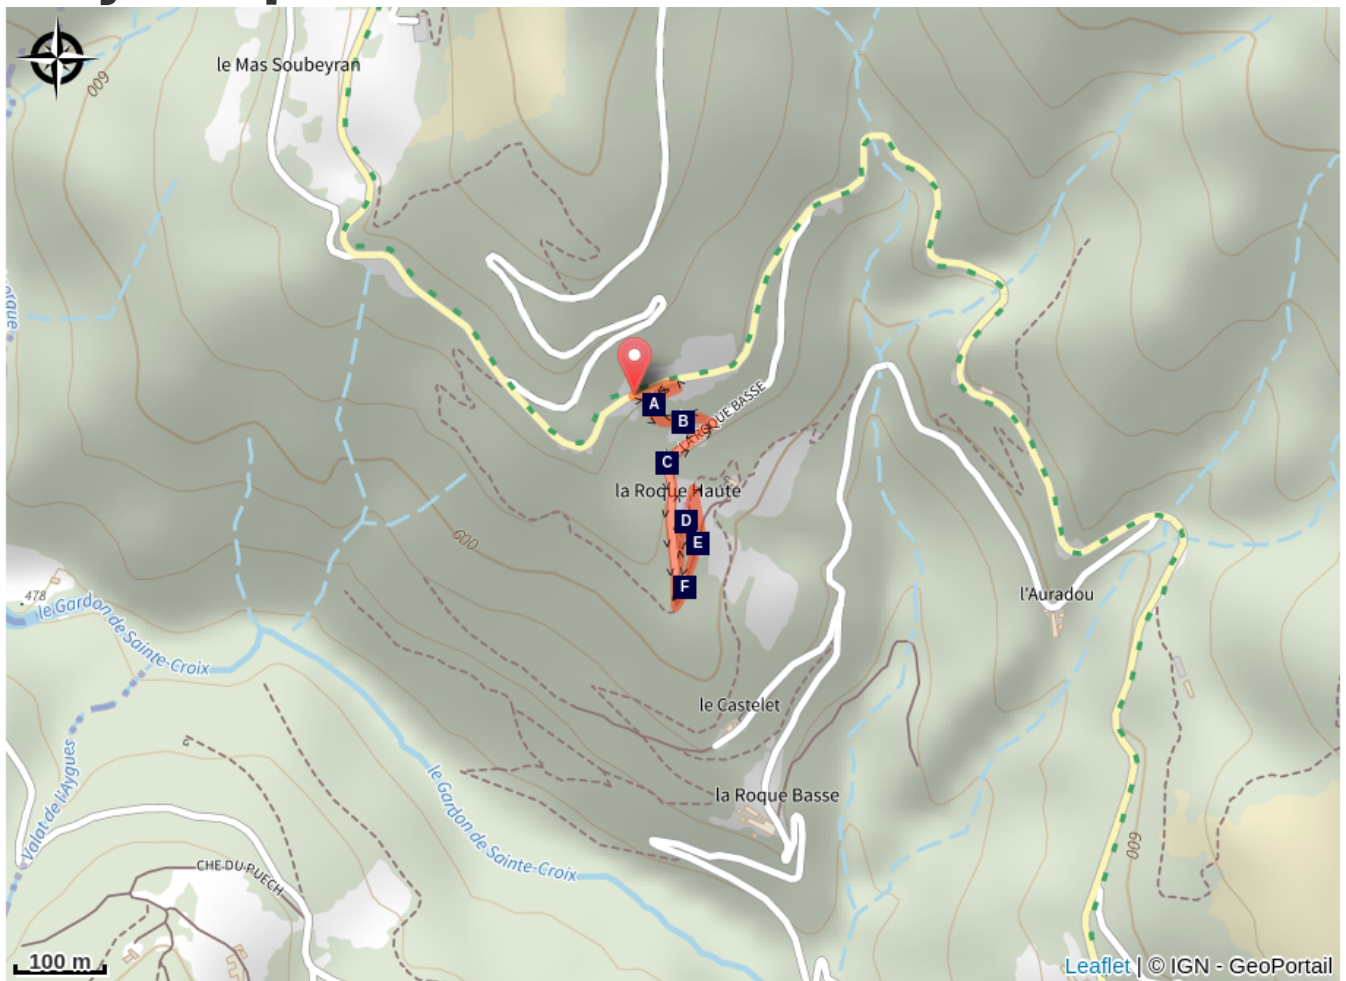 le Mas Soubeyran
600
A
B
LA ROQUE BASSE
C
la Roque Haute
D
E
600
F
478
le Gardon de Sainte-Croix
l'Auradou
le Castelet
Valat de l'Aygues
le Gardon de Sainte-Croix
la Roque Basse
600
CHE DU PUECH
100 m
Leaflet | © IGN - GeoPortail